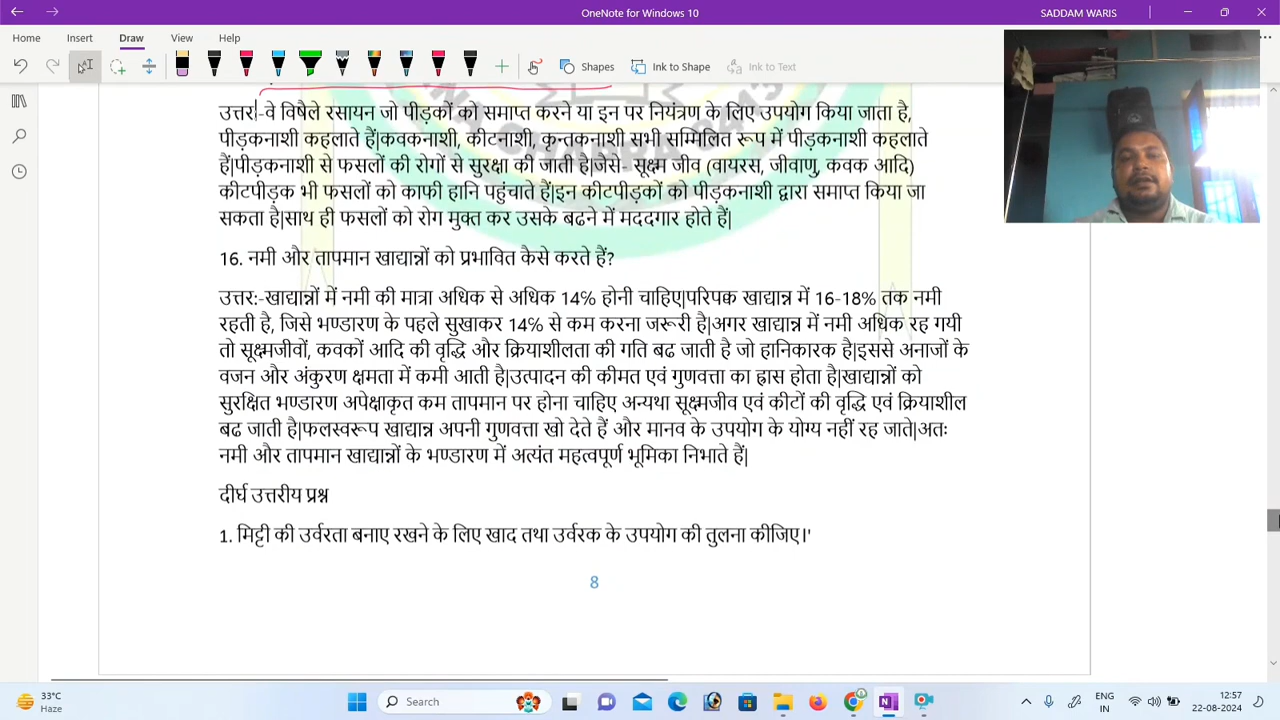 OneNote for Windows 10
SADDAM WARIS
Home Insert Draw View Help
Shapes Ink to Shape Ink to Text
उत्तर-वे विषैले रसायन जो पीड़कों को समाप्त करने या इन पर नियंत्रण के लिए उपयोग किया जाता है,
पीड़कनाशी कहलाते हैं|कवकनाशी, कीटनाशी, कृन्तकनाशी सभी सम्मिलित रूप में पीड़कनाशी कहलाते
हैं|पीड़कनाशी से फसलों की रोगों से सुरक्षा की जाती है|जैसे- सूक्ष्म जीव (वायरस, जीवाणु, कवक आदि)
कीटपीड़क भी फसलों को काफी हानि पहुंचाते हैं|इन कीटपीड़कों को पीड़कनाशी द्वारा समाप्त किया जा
सकता है|साथ ही फसलों को रोग मुक्त कर उसके बढने में मददगार होते हैं|
16. नमी और तापमान खाद्यान्नों को प्रभावित कैसे करते हैं?
उत्तर:-खाद्यान्नों में नमी की मात्रा अधिक से अधिक 14% होनी चाहिए|परिपक्व खाद्यान्न में 16-18% तक नमी
रहती है, जिसे भण्डारण के पहले सुखाकर 14% से कम करना जरूरी है|अगर खाद्यान्न में नमी अधिक रह गयी
तो सूक्ष्मजीवों, कवकों आदि की वृद्धि और क्रियाशीलता की गति बढ जाती है जो हानिकारक है|इससे अनाजों के
वजन और अंकुरण क्षमता में कमी आती है|उत्पादन की कीमत एवं गुणवत्ता का ह्रास होता है|खाद्यान्नों को
सुरक्षित भण्डारण अपेक्षाकृत कम तापमान पर होना चाहिए अन्यथा सूक्ष्मजीव एवं कीटों की वृद्धि एवं क्रियाशील
बढ जाती है|फलस्वरूप खाद्यान्न अपनी गुणवत्ता खो देते हैं और मानव के उपयोग के योग्य नहीं रह जाते|अतः
नमी और तापमान खाद्यान्नों के भण्डारण में अत्यंत महत्वपूर्ण भूमिका निभाते हैं|
दीर्घ उत्तरीय प्रश्न
1. मिट्टी की उर्वरता बनाए रखने के लिए खाद तथा उर्वरक के उपयोग की तुलना कीजिए।'
8
33°C
Haze
Search
ENG
IN
12:57
22-08-2024